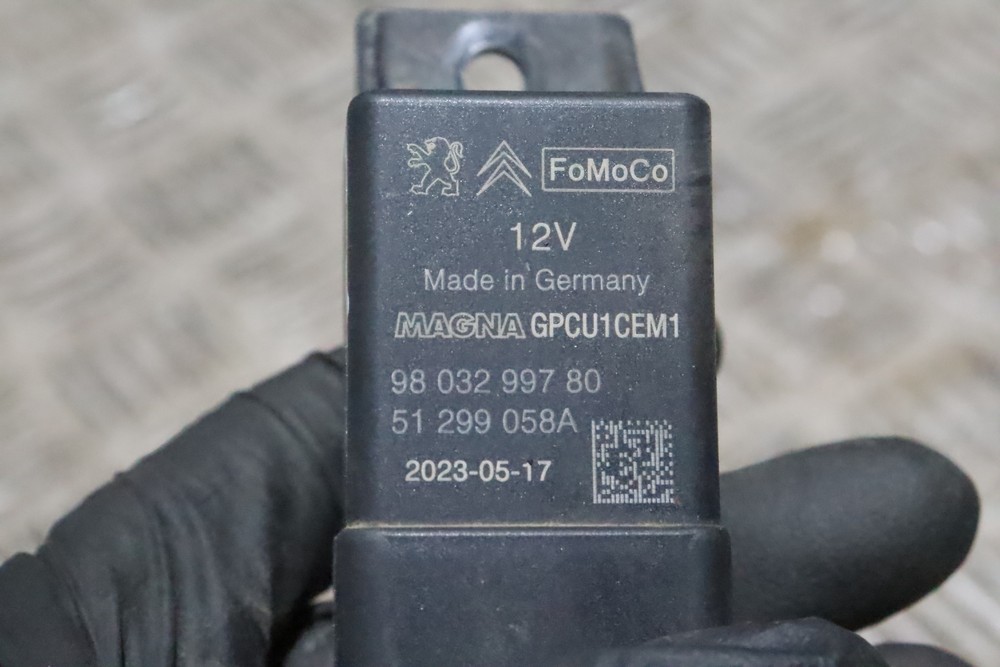 FoMoCo
12V
Made in Germany
MAGNA GPCU1CEM1
98 032 997 80
51 299 058A
2023-05-17